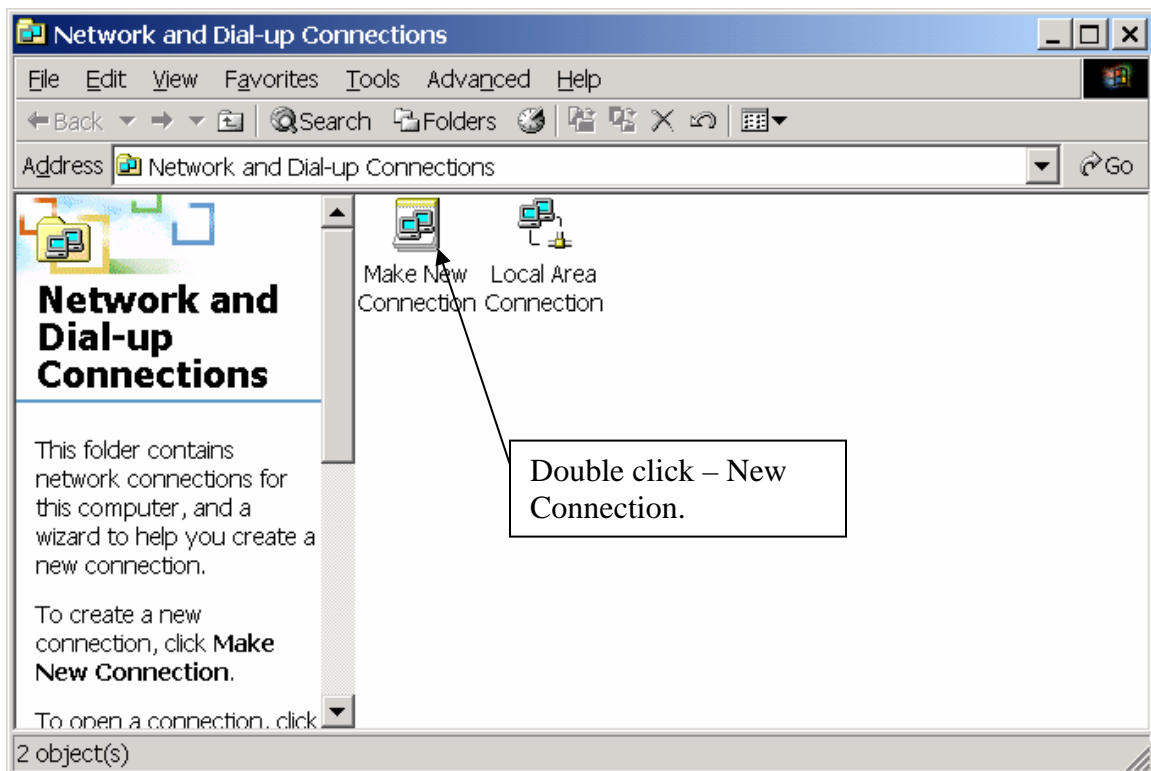 Network and Dial-up Connections
File Edit View Favorites Tools Advanced Help
Back Search Folders
Address Network and Dial-up Connections Go
Network and
Dial-up
Connections
This folder contains
network connections for
this computer, and a
wizard to help you create a
new connection.
To create a new
connection, click Make
New Connection.
To open a connection, click
Make New
Connection
Local Area
Connection
Double click – New
Connection.
2 object(s)